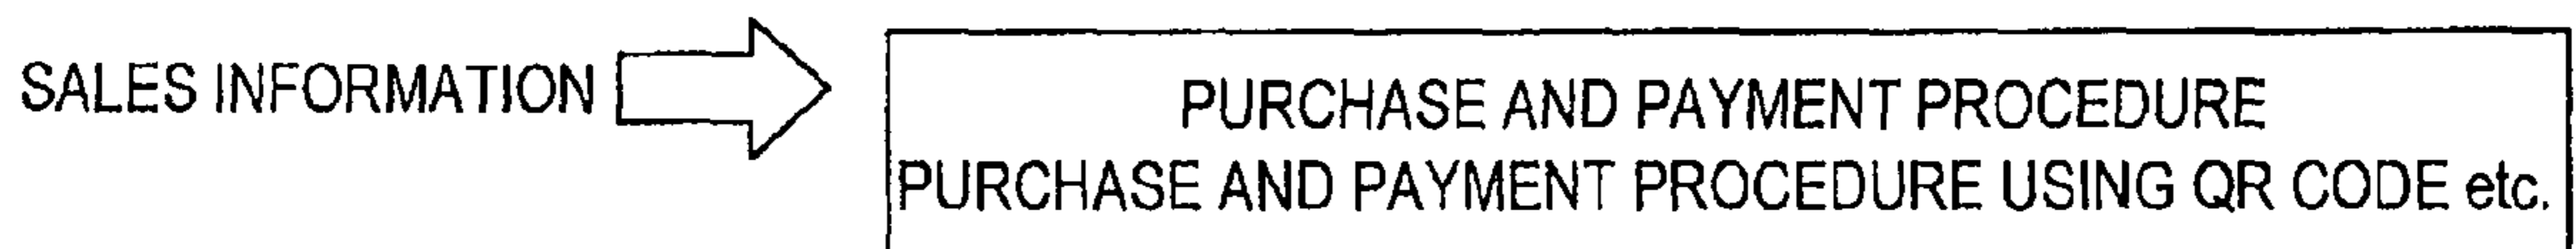 SALES INFORMATION
PURCHASE AND PAYMENT PROCEDURE
PURCHASE AND PAYMENT PROCEDURE USING QR CODE etc.